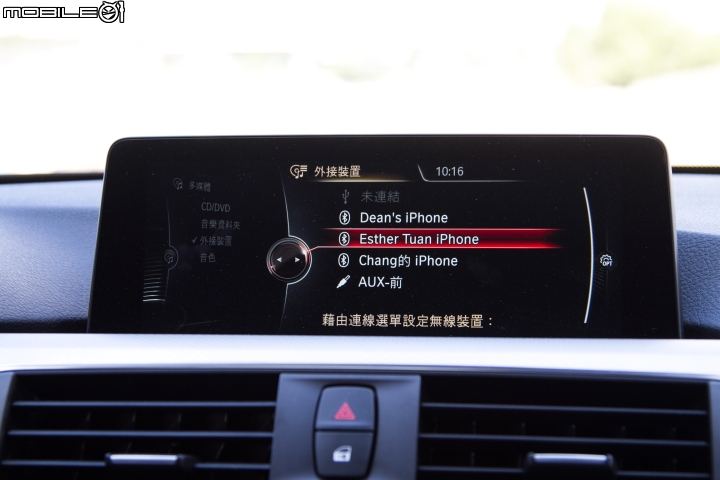 MOBILE01
外接裝置
10:16
多媒體
CD/DVD
音樂資料夾
外接裝置
音色
未連結
Dean's iPhone
Esther Tuan iPhone
Chang的 iPhone
AUX-前
藉由連線選單設定無線裝置：
OPT